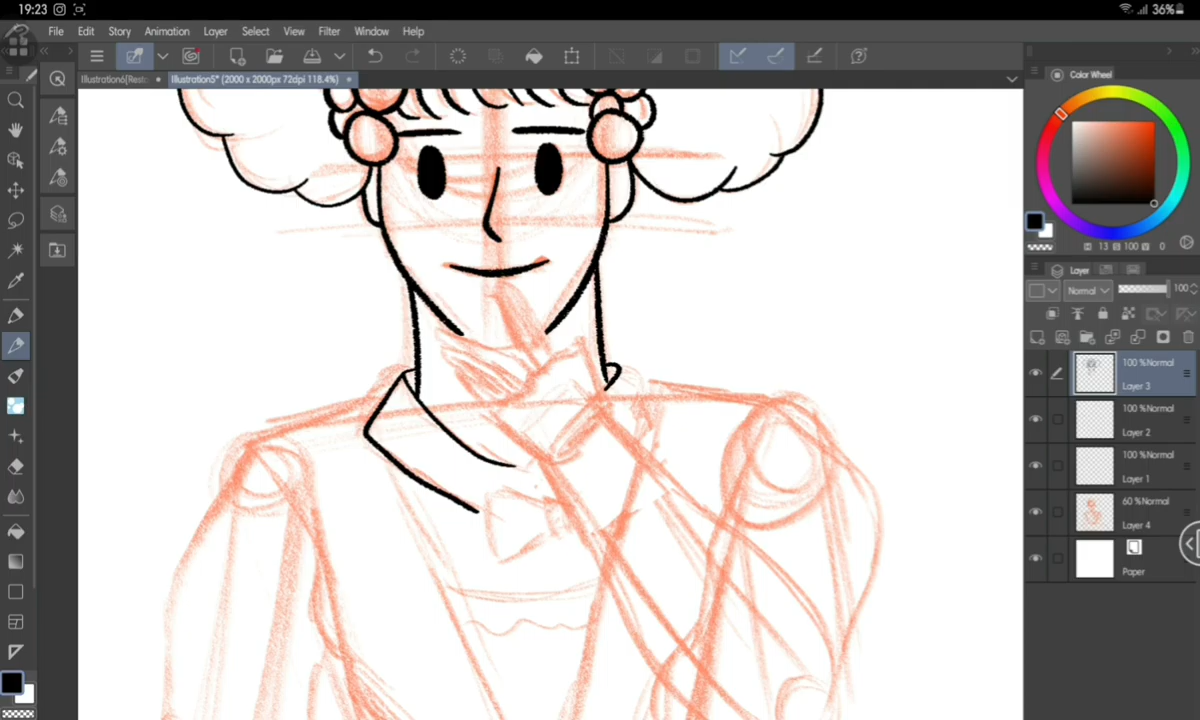 19:23
36%
File Edit Story Animation Layer Select View Filter Window Help
Illustration5* (2000 x 2000px 72dpi 118.4%)
Color Wheel
13 S 100 V 0
Layer
Normal 100
100 %Normal
Layer 3
100 %Normal
Layer 2
100 %Normal
Layer 1
60 %Normal
Layer 4
Paper